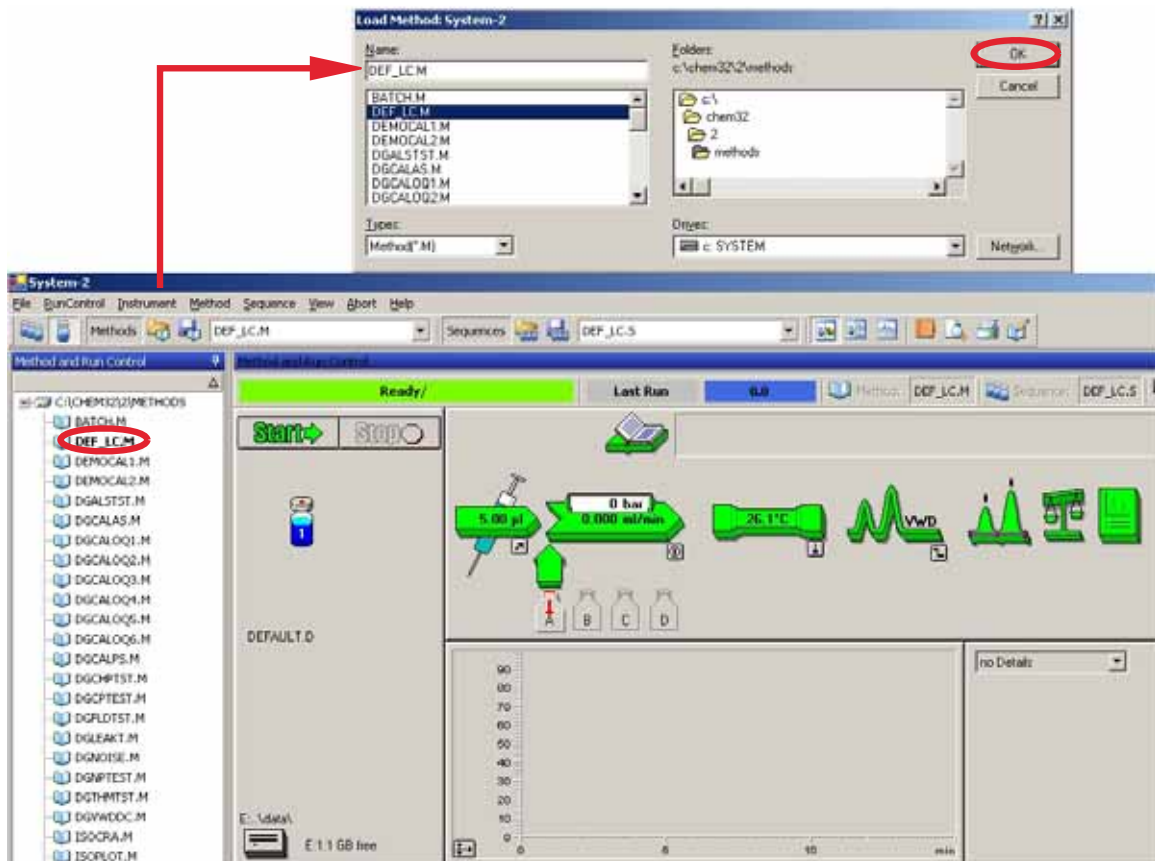 Load Method: System-2
Name:
DEF_LC.M
BATCH.M
DEF_LC.M
DEMOCAL1.M
DEMOCAL2.M
DGALSTST.M
DGCALAS.M
DGCALOQ1.M
DGCALOQ2.M
Types:
Method(*.M)
Folders:
c:\chem32\2\methods
c:\
chem32
2
methods
Drives:
c: SYSTEM
OK
Cancel
Network...
System-2
File RunControl Instrument Method Sequence View Abort Help
Methods DEF_LC.M Sequences DEF_LC.S
Method and Run Control
C:\CHEM32\2\METHODS
BATCH.M
DEF_LC.M
DEMOCAL1.M
DEMOCAL2.M
DGALSTST.M
DGCALAS.M
DGCALOQ1.M
DGCALOQ2.M
DGCALOQ3.M
DGCALOQ4.M
DGCALOQ5.M
DGCALOQ6.M
DGCALPS.M
DGCHPTST.M
DGCPTEST.M
DGFLDTST.M
DGLEAKT.M
DGNOISE.M
DGNPTEST.M
DGTHMTST.M
DGVWDDC.M
ISOCRA.M
ISOPLOT.M
Method and Run Control
Ready/ Last Run 0.0 Method: DEF_LC.M Sequence: DEF_LC.S
Start Stop
1
DEFAULT.D
E:..\data\
E 1.1 GB free
5.00 µl
0 bar
0.000 ml/min
26.1°C
VWD
A B C D
90
80
70
60
50
40
30
20
10
0
0 5 10 min
no Details